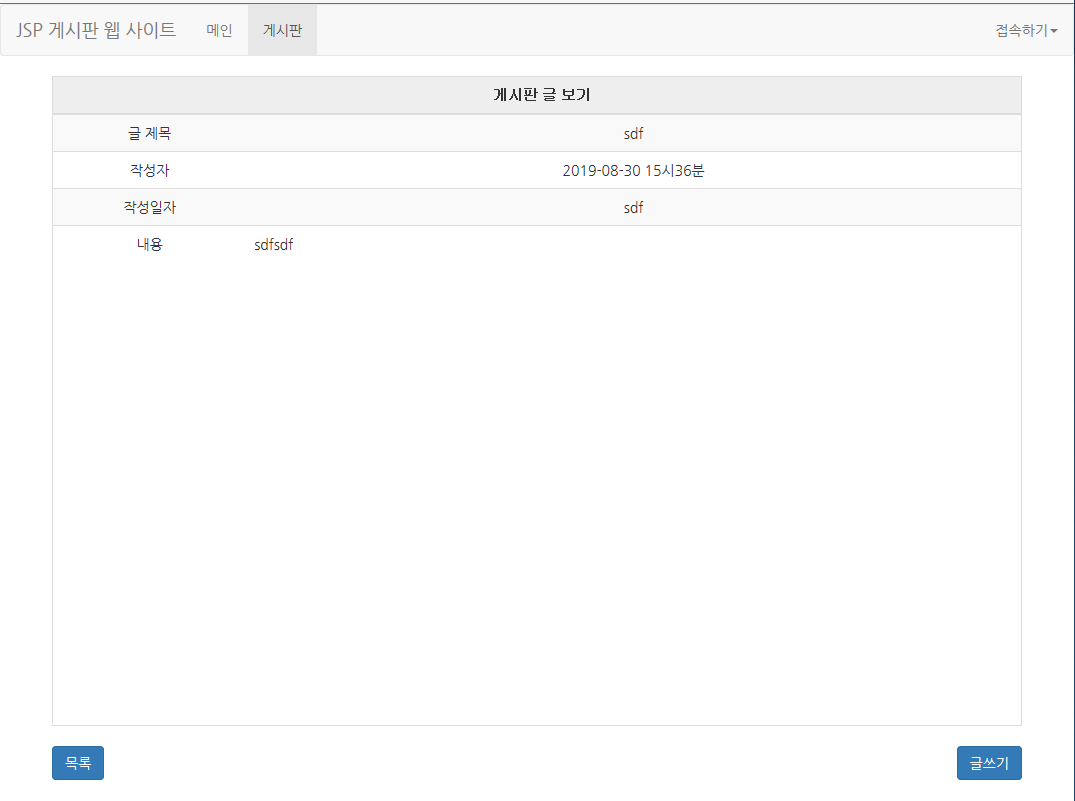 JSP 게시판 웹 사이트 메인 게시판 접속하기
게시판 글 보기
글 제목 sdf
작성자 2019-08-30 15시36분
작성일자 sdf
내용 sdfsdf
목록 글쓰기